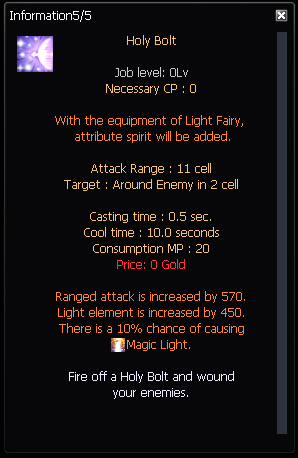 Information5/5
Holy Bolt
Job level: 0Lv
Necessary CP : 0
With the equipment of Light Fairy,
attribute spirit will be added.
Attack Range : 11 cell
Target : Around Enemy in 2 cell
Casting time : 0.5 sec.
Cool time : 10.0 seconds
Consumption MP : 20
Price: 0 Gold
Ranged attack is increased by 570.
Light element is increased by 450.
There is a 10% chance of causing
Magic Light.
Fire off a Holy Bolt and wound
your enemies.